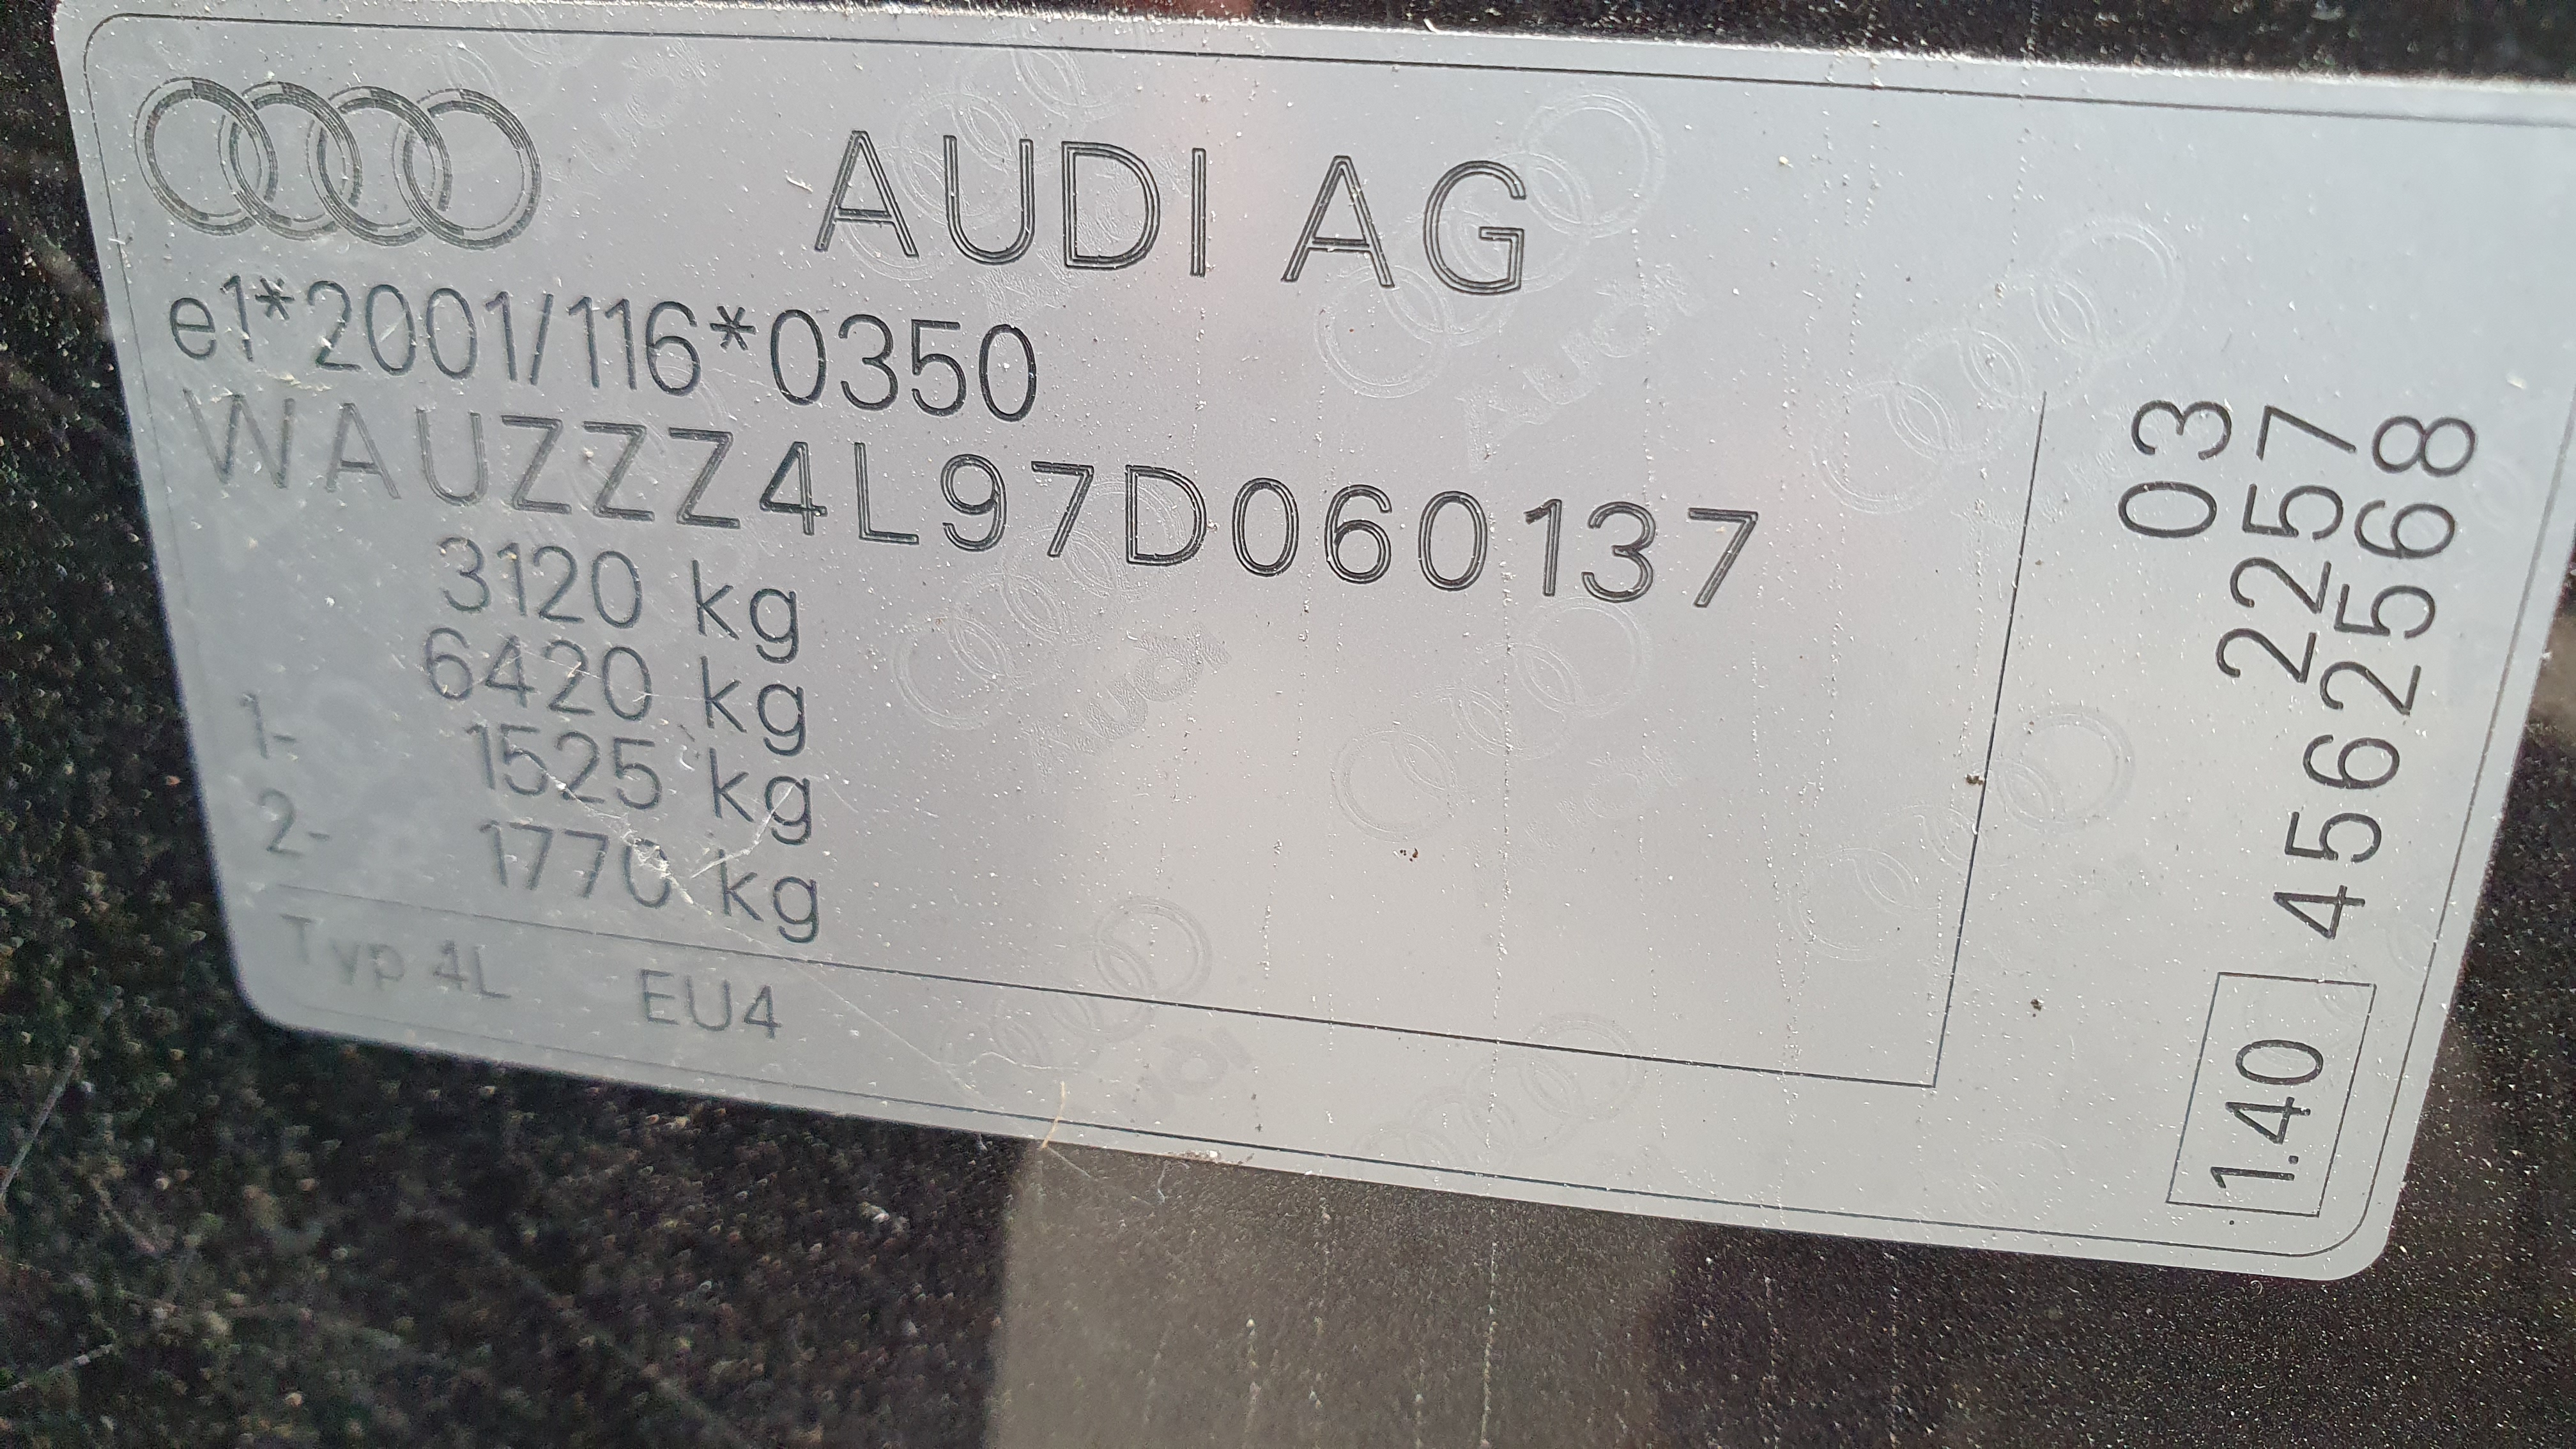 AUDI AG
e1*2001/116*0350
WAUZZZ4L97D060137
3120 kg
6420 kg
1- 1525 kg
2- 1770 kg
Typ 4L EU4
03
2257
4562568
1.40